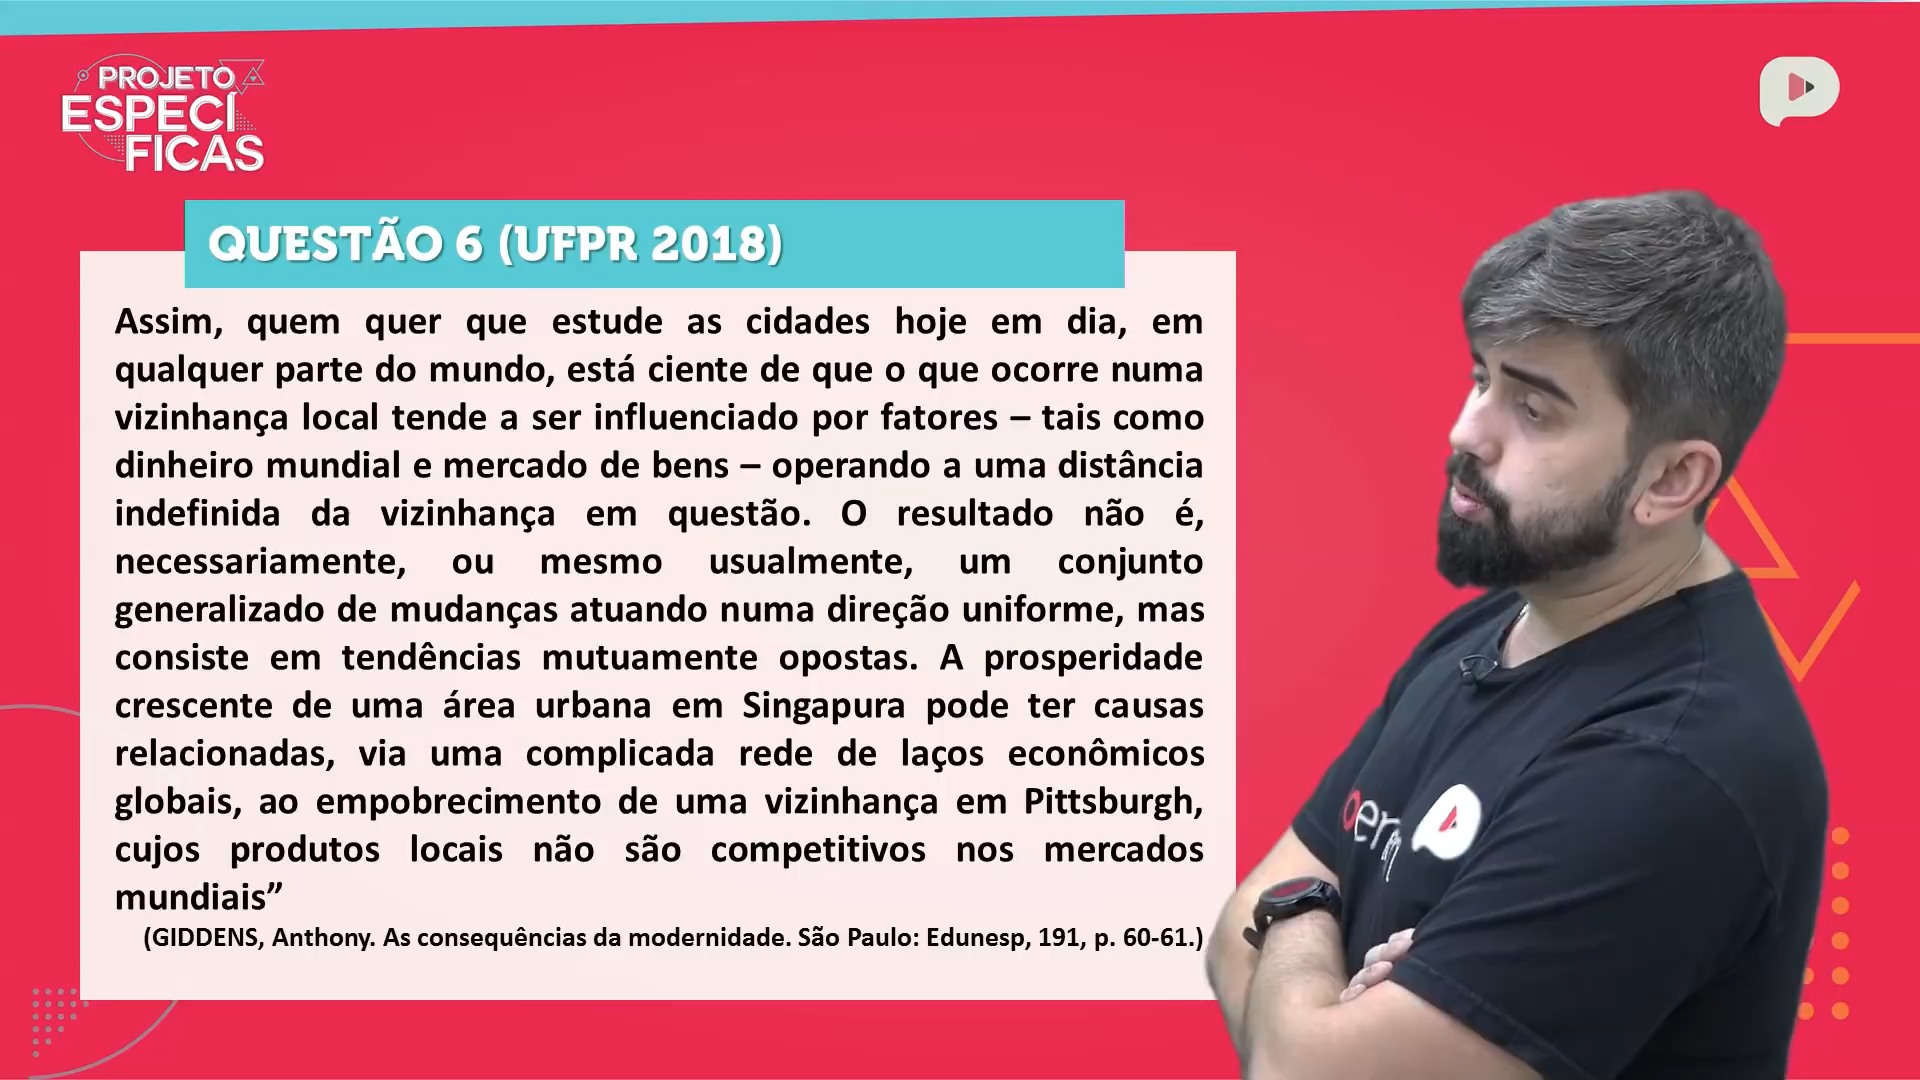 PROJETO
ESPECÍ
FICAS
QUESTÃO 6 (UFPR 2018)
Assim, quem quer que estude as cidades hoje em dia, em
qualquer parte do mundo, está ciente de que o que ocorre numa
vizinhança local tende a ser influenciado por fatores – tais como
dinheiro mundial e mercado de bens – operando a uma distância
indefinida da vizinhança em questão. O resultado não é,
necessariamente, ou mesmo usualmente, um conjunto
generalizado de mudanças atuando numa direção uniforme, mas
consiste em tendências mutuamente opostas. A prosperidade
crescente de uma área urbana em Singapura pode ter causas
relacionadas, via uma complicada rede de laços econômicos
globais, ao empobrecimento de uma vizinhança em Pittsburgh,
cujos produtos locais não são competitivos nos mercados
mundiais”
(GIDDENS, Anthony. As consequências da modernidade. São Paulo: Edunesp, 191, p. 60-61.)